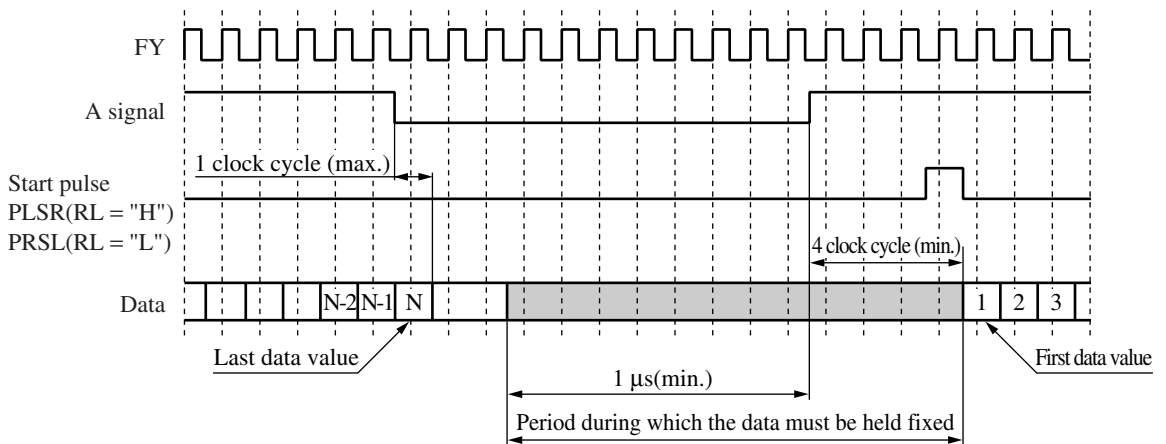 FY
A signal
1 clock cycle (max.)
Start pulse
PLSR(RL = "H")
PRSL(RL = "L")
4 clock cycle (min.)
Data
N-2 N-1 N
1 2 3
Last data value
First data value
1 μs(min.)
Period during which the data must be held fixed